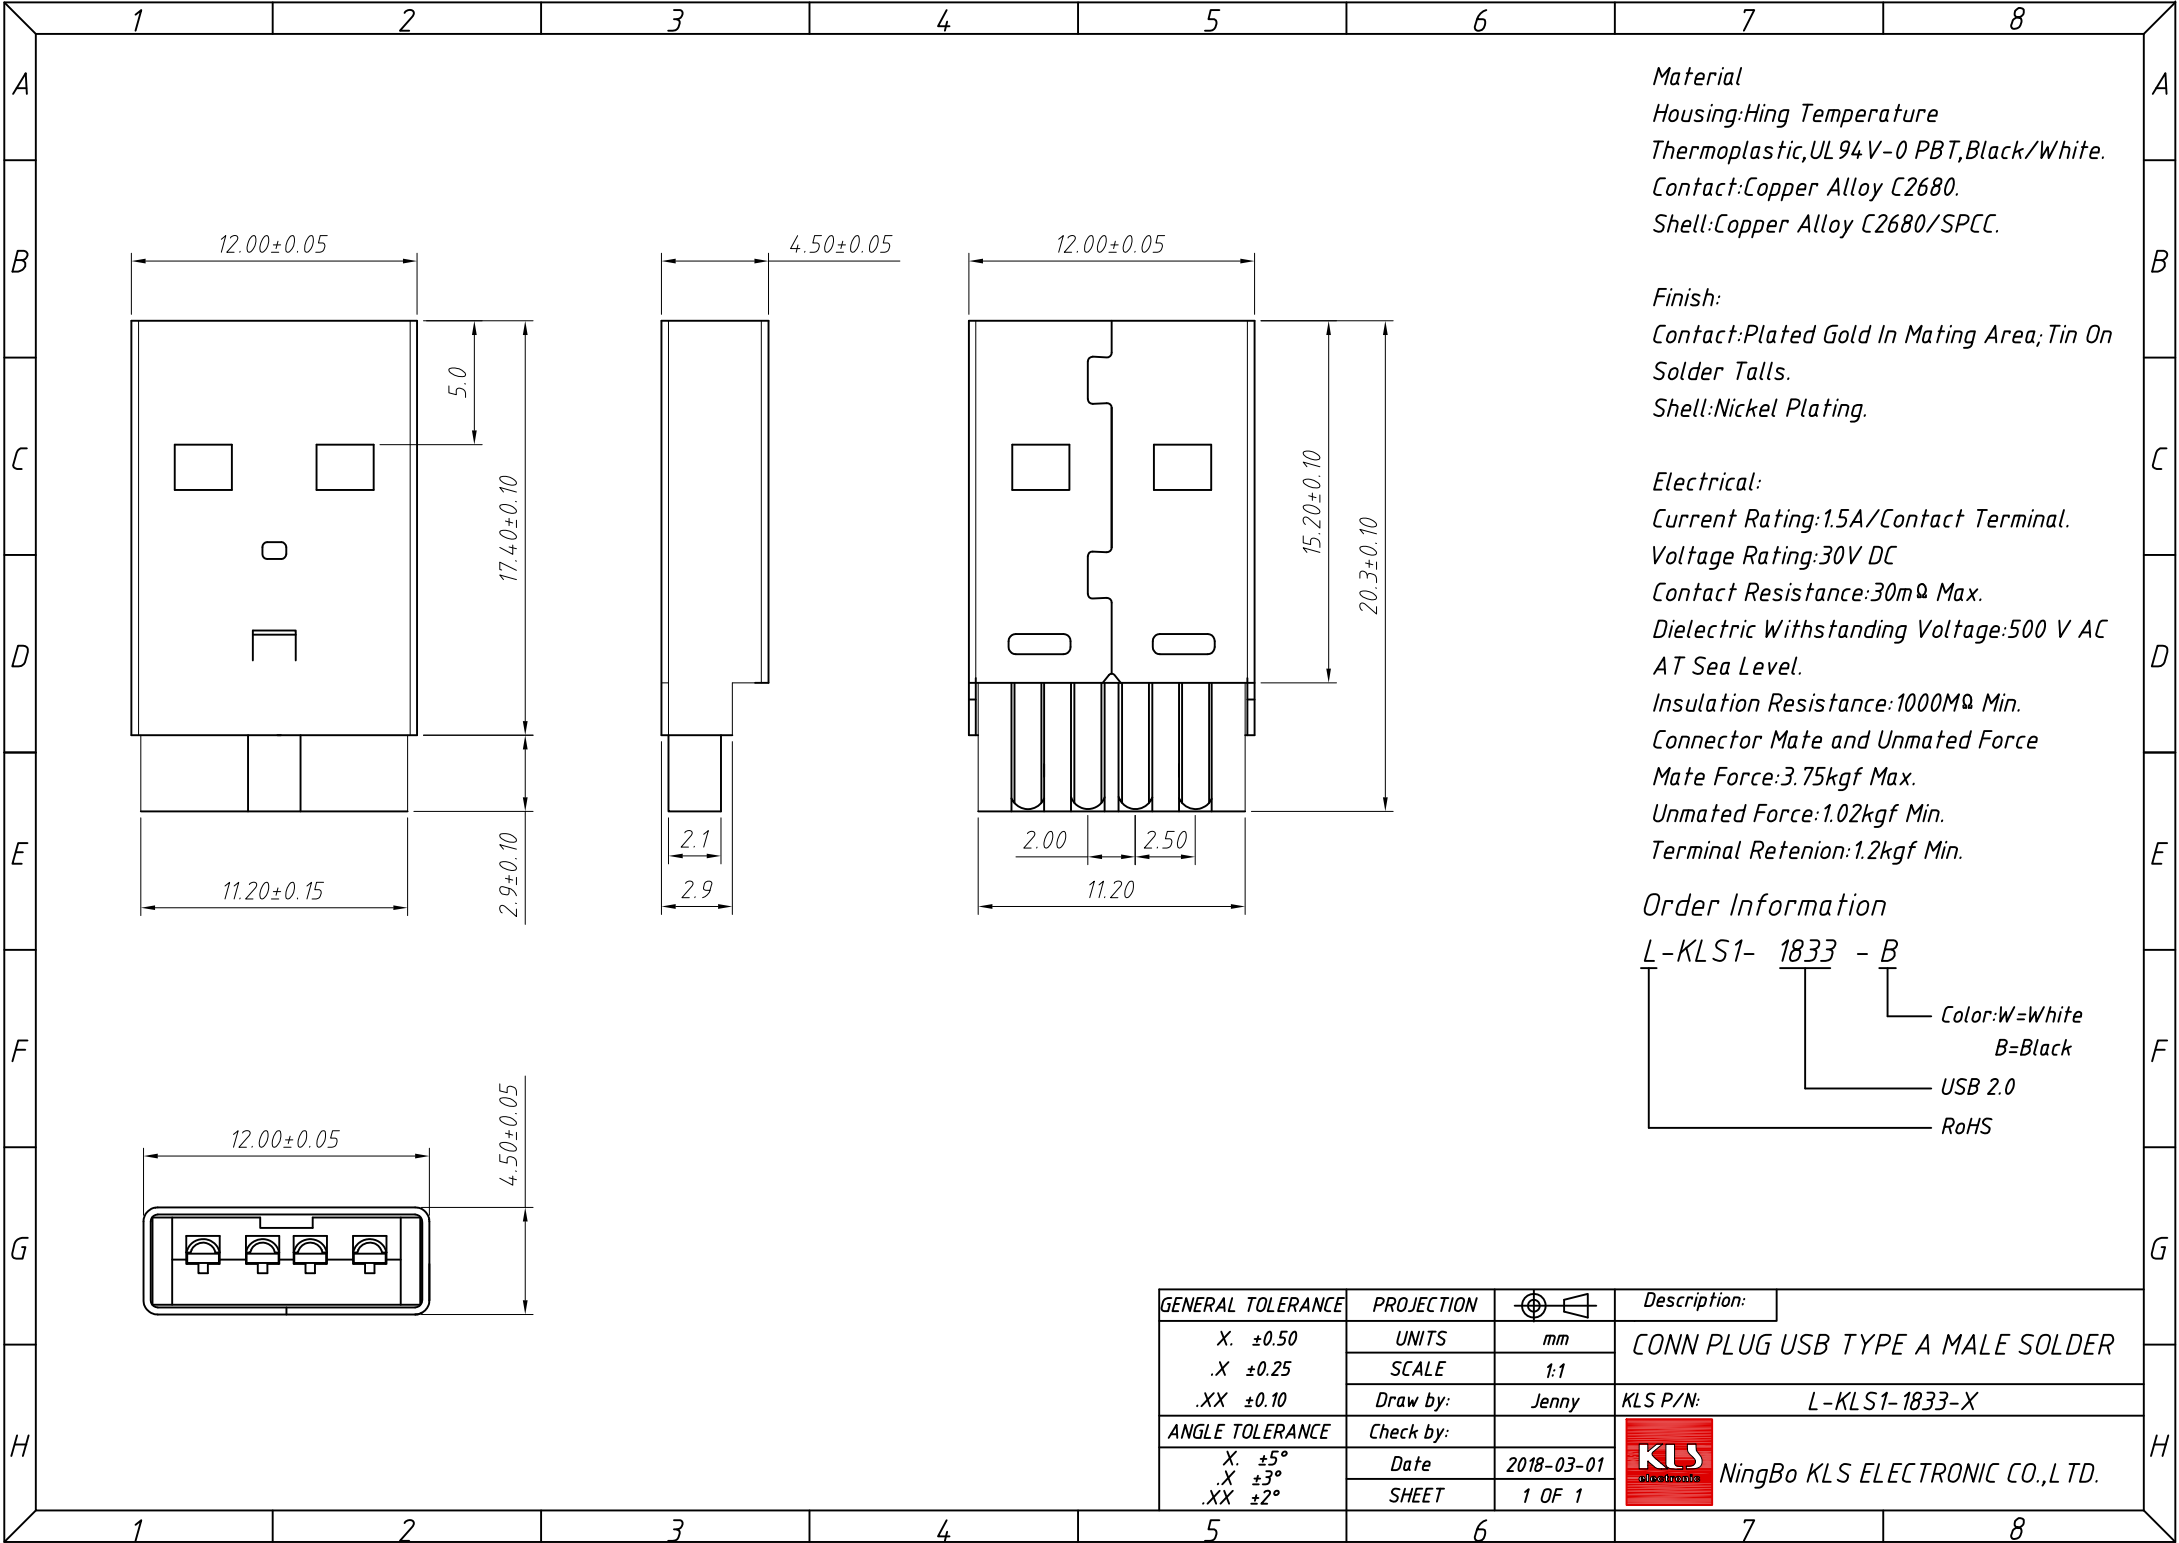 1 2 3 4 5 6 7 8
A A
B B
C C
D D
E E
F F
G G
H H
1 2 3 4 5 6 7 8
12.00±0.05
5.0
17.40±0.10
2.9±0.10
11.20±0.15
4.50±0.05
2.1
2.9
12.00±0.05
15.20±0.10
20.3±0.10
2.00
2.50
11.20
12.00±0.05
4.50±0.05
Material
Housing:Hing Temperature
Thermoplastic,UL94V-0 PBT,Black/White.
Contact:Copper Alloy C2680.
Shell:Copper Alloy C2680/SPCC.
Finish:
Contact:Plated Gold In Mating Area;Tin On
Solder Talls.
Shell:Nickel Plating.
Electrical:
Current Rating:1.5A/Contact Terminal.
Voltage Rating:30V DC
Contact Resistance:30mΩ Max.
Dielectric Withstanding Voltage:500 V AC
AT Sea Level.
Insulation Resistance:1000MΩ Min.
Connector Mate and Unmated Force
Mate Force:3.75kgf Max.
Unmated Force:1.02kgf Min.
Terminal Retenion:1.2kgf Min.
Order Information
L-KLS1- 1833 - B
Color:W=White
B=Black
USB 2.0
RoHS
GENERAL TOLERANCE
X. ±0.50
.X ±0.25
.XX ±0.10
ANGLE TOLERANCE
X. ±5°
.X ±3°
.XX ±2°
PROJECTION
UNITS mm
SCALE 1:1
Draw by: Jenny
Check by:
Date 2018-03-01
SHEET 1 OF 1
Description:
CONN PLUG USB TYPE A MALE SOLDER
KLS P/N: L-KLS1-1833-X
KLS
electronic
NingBo KLS ELECTRONIC CO.,LTD.